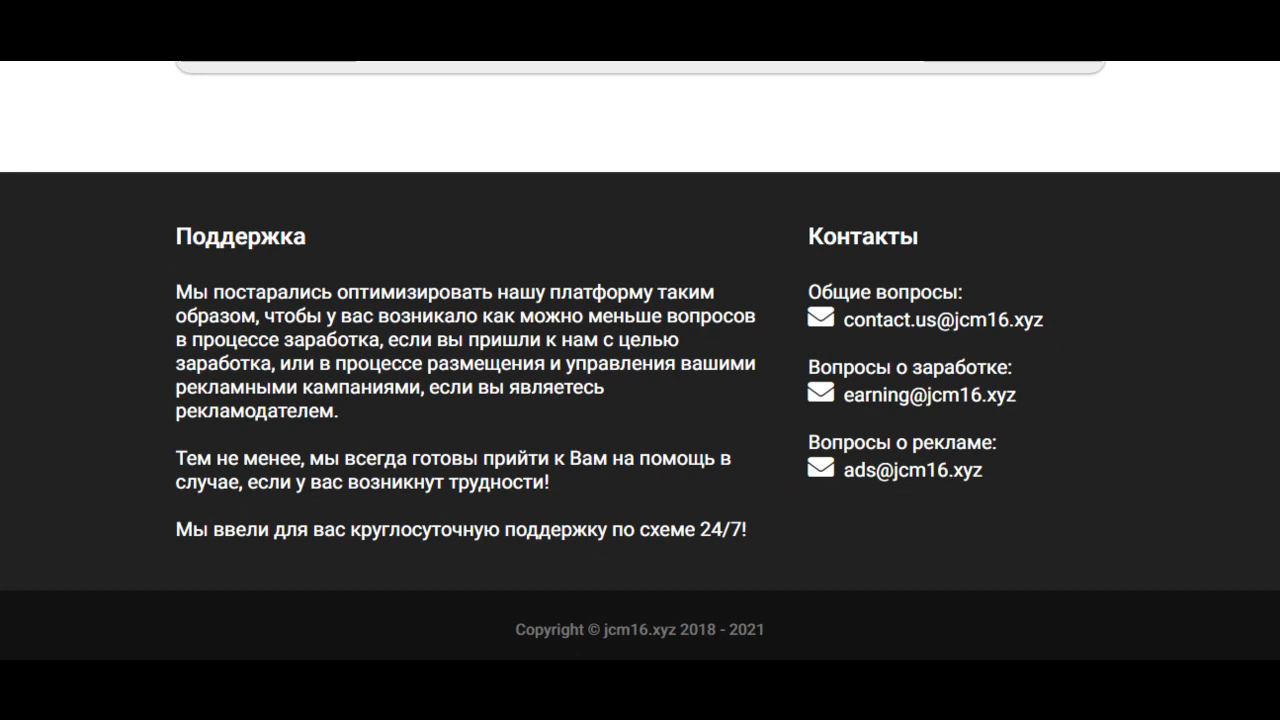 Поддержка
Мы постарались оптимизировать нашу платформу таким
образом, чтобы у вас возникало как можно меньше вопросов
в процессе заработка, если вы пришли к нам с целью
заработка, или в процессе размещения и управления вашими
рекламными кампаниями, если вы являетесь
рекламодателем.
Тем не менее, мы всегда готовы прийти к Вам на помощь в
случае, если у вас возникнут трудности!
Мы ввели для вас круглосуточную поддержку по схеме 24/7!
Контакты
Общие вопросы:
contact.us@jcm16.xyz
Вопросы о заработке:
earning@jcm16.xyz
Вопросы о рекламе:
ads@jcm16.xyz
Copyright © jcm16.xyz 2018 - 2021